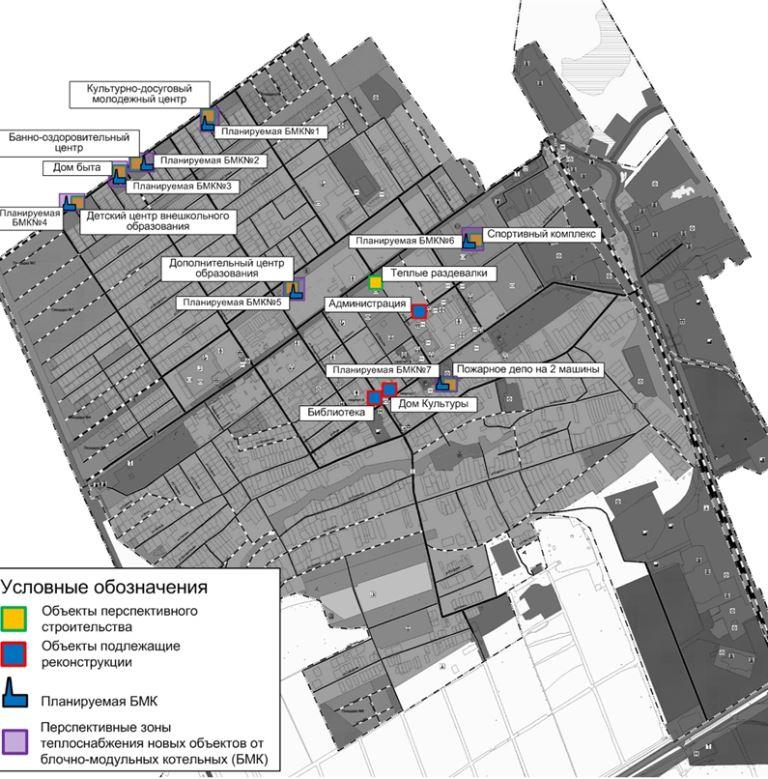 Культурно-досуговый
молодежный центр
Планируемая БМК№1
Банно-оздоровительный
центр
Планируемая БМК№2
Дом быта
Планируемая БМК№3
Планируемая
БМК№4
Детский центр внешкольного
образования
Планируемая БМК№6
Спортивный комплекс
Дополнительный центр
образования
Теплые раздевалки
Планируемая БМК№5
Администрация
Планируемая БМК№7
Пожарное депо на 2 машины
Библиотека
Дом Культуры
Условные обозначения
Объекты перспективного
строительства
Объекты подлежащие
реконструкции
Планируемая БМК
Перспективные зоны
теплоснабжения новых объектов от
блочно-модульных котельных (БМК)